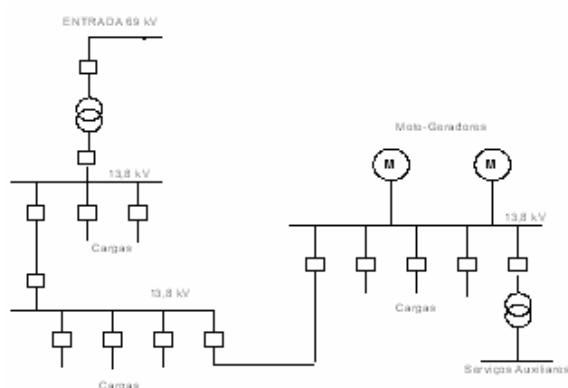 ENTRADA 69 kV
Moto-Geradores
M
M
13,8 kV
13,8 kV
Cargas
13,8 kV
Cargas
Serviços Auxiliares
Cargas